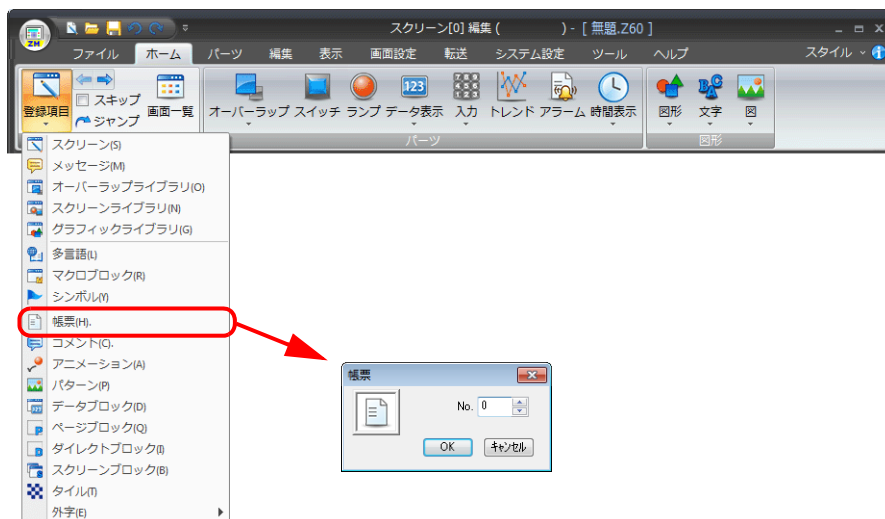 スクリーン[0] 編集 (            ) - [ 無題.Z60 ]
ZM
ファイル ホーム パーツ 編集 表示 画面設定 転送 システム設定 ツール ヘルプ スタイル
登録項目 スキップ ジャンプ 画面一覧 オーバーラップ スイッチ ランプ データ表示 入力 トレンド アラーム 時間表示 図形 文字 図
123
789
456
123
ABC
パーツ 図形
スクリーン(S)
メッセージ(M)
オーバーラップライブラリ(O)
スクリーンライブラリ(N)
グラフィックライブラリ(G)
多言語(L)
マクロブロック(R)
シンボル(Y)
帳票(H).
コメント(C).
アニメーション(A)
パターン(P)
データブロック(D)
ページブロック(Q)
ダイレクトブロック(I)
スクリーンブロック(B)
タイル(T)
外字(E)
帳票
No. 0
OK キャンセル